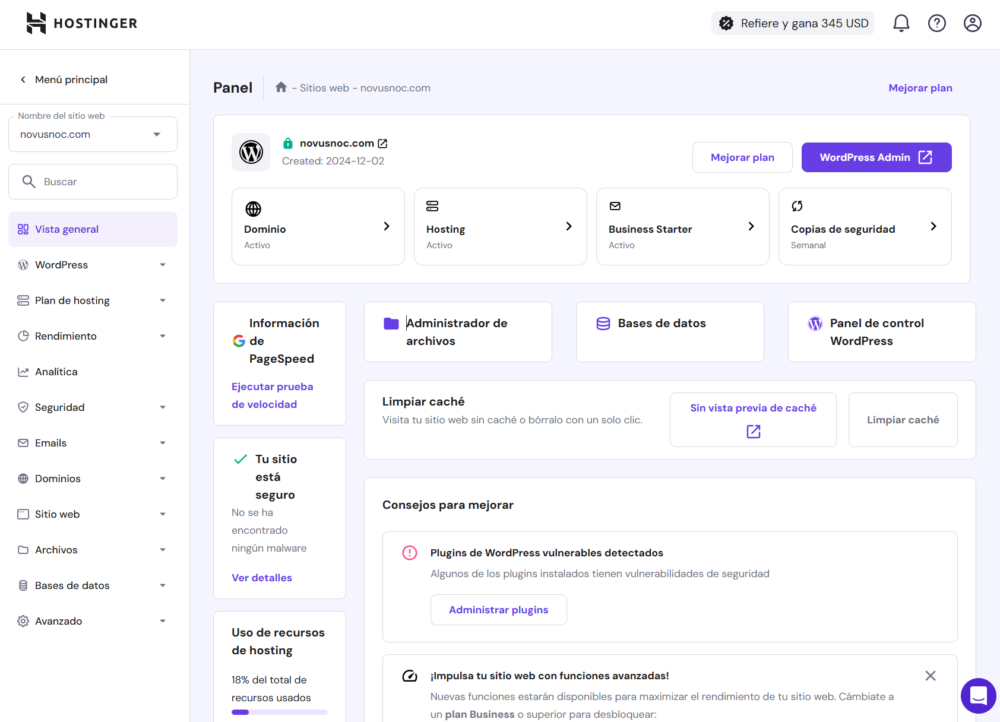 HOSTINGER
Refiere y gana 345 USD
Menú principal
Nombre del sitio web
novusnoc.com
Buscar
Vista general
WordPress
Plan de hosting
Rendimiento
Analítica
Seguridad
Emails
Dominios
Sitio web
Archivos
Bases de datos
Avanzado
Panel
- Sitios web - novusnoc.com
Mejorar plan
novusnoc.com
Created: 2024-12-02
Mejorar plan
WordPress Admin
Dominio
Activo
Hosting
Activo
Business Starter
Activo
Copias de seguridad
Semanal
Información
de
PageSpeed
Ejecutar prueba
de velocidad
Tu sitio
está
seguro
No se ha
encontrado
ningún malware
Ver detalles
Uso de recursos
de hosting
18% del total de
recursos usados
Administrador de
archivos
Bases de datos
Panel de control
WordPress
Limpiar caché
Visita tu sitio web sin caché o bórralo con un solo clic.
Sin vista previa de caché
Limpiar caché
Consejos para mejorar
Plugins de WordPress vulnerables detectados
Algunos de los plugins instalados tienen vulnerabilidades de seguridad
Administrar plugins
¡Impulsa tu sitio web con funciones avanzadas!
Nuevas funciones estarán disponibles para maximizar el rendimiento de tu sitio web. Cámbiate a
un plan Business o superior para desbloquear: